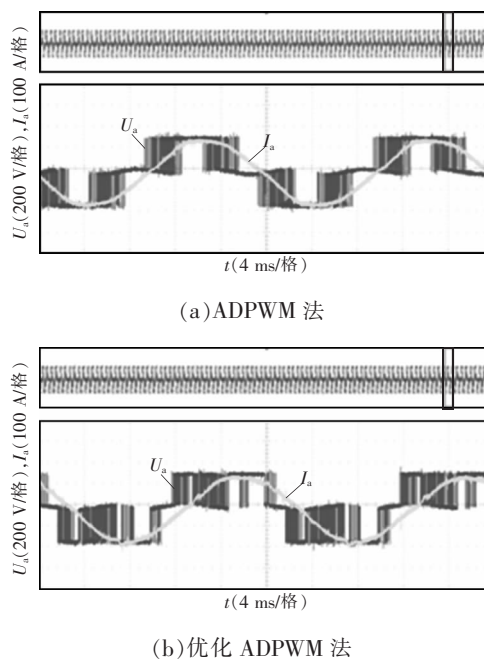 U_a(200 V/格),I_a(100 A/格)
U_a
I_a
t(4 ms/格)
(a)ADPWM 法
U_a(200 V/格),I_a(100 A/格)
U_a
I_a
t(4 ms/格)
(b)优化 ADPWM 法